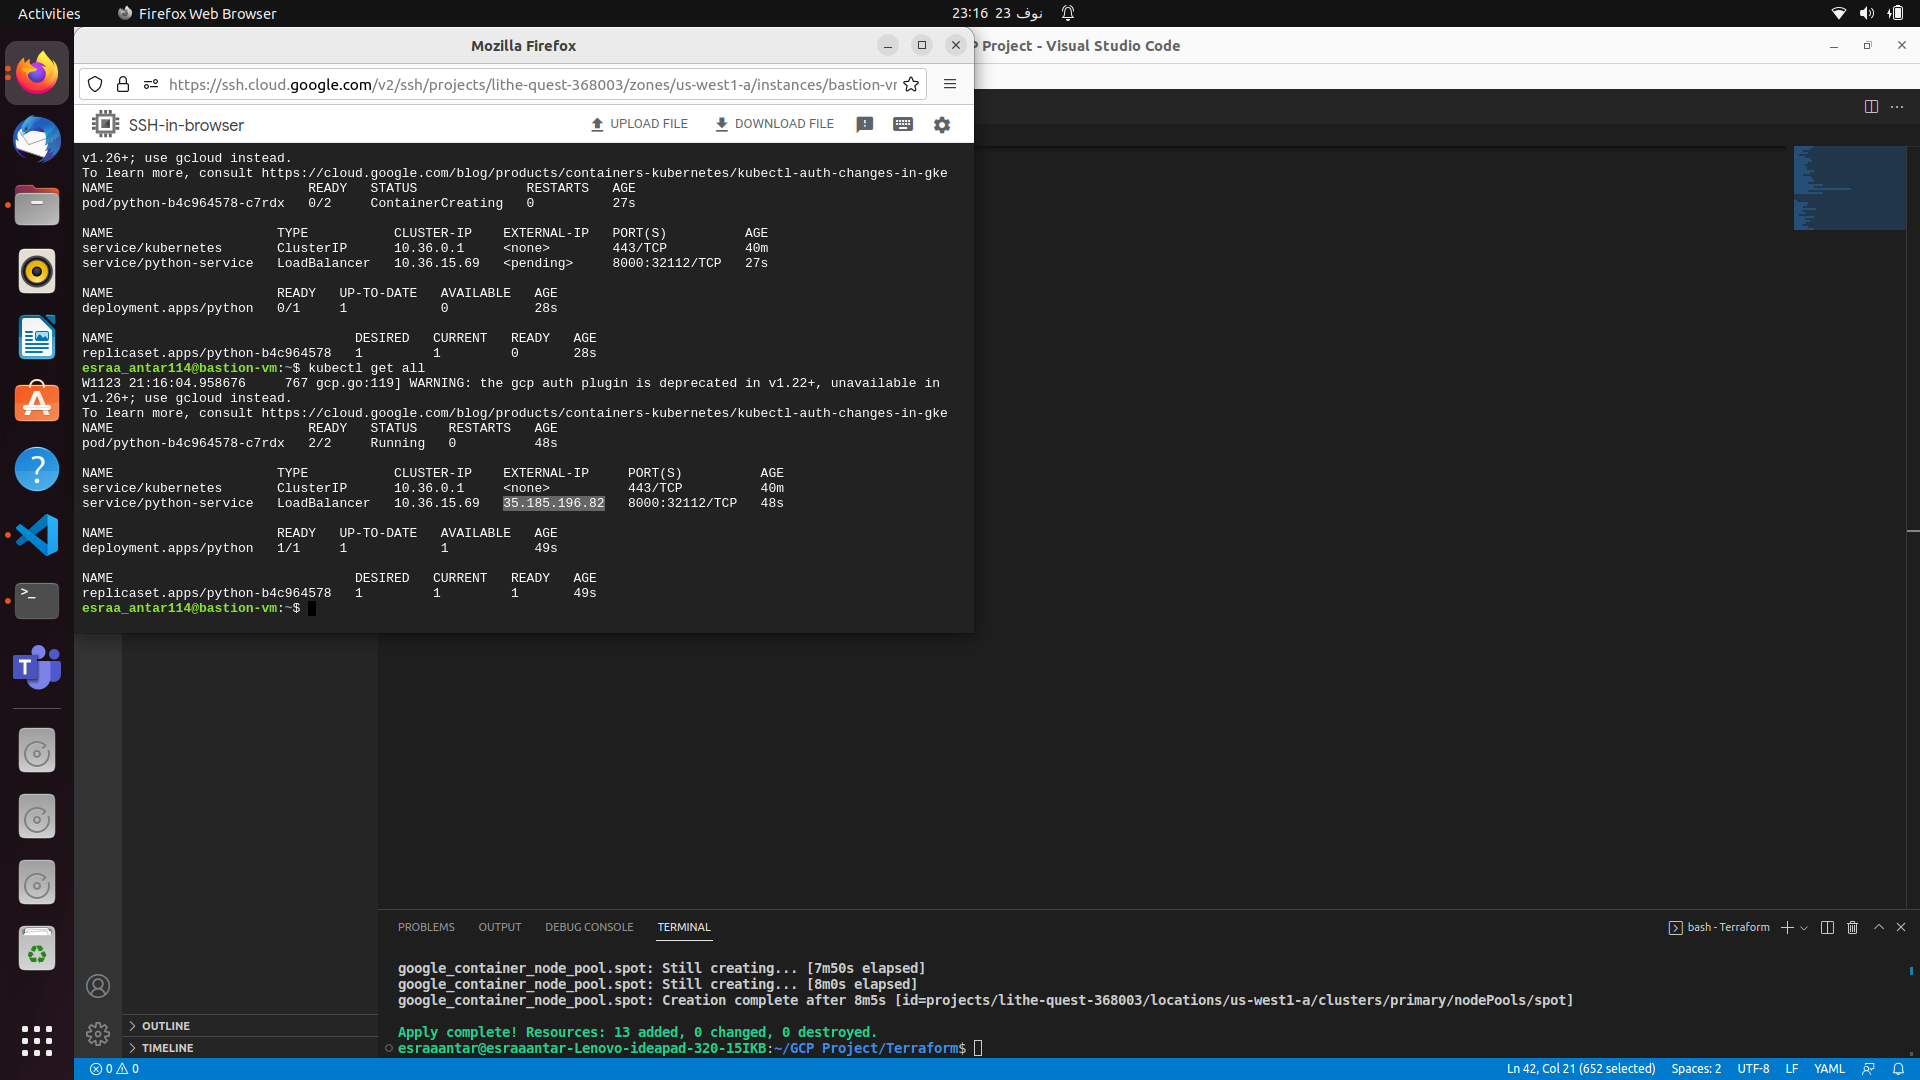 Activities
Firefox Web Browser
23:16 23 نوف
Mozilla Firefox
P Project - Visual Studio Code
https://ssh.cloud.google.com/v2/ssh/projects/lithe-quest-368003/zones/us-west1-a/instances/bastion-vr
SSH-in-browser
UPLOAD FILE
DOWNLOAD FILE
v1.26+; use gcloud instead.
To learn more, consult https://cloud.google.com/blog/products/containers-kubernetes/kubectl-auth-changes-in-gke
NAME READY STATUS RESTARTS AGE
pod/python-b4c964578-c7rdx 0/2 ContainerCreating 0 27s
NAME TYPE CLUSTER-IP EXTERNAL-IP PORT(S) AGE
service/kubernetes ClusterIP 10.36.0.1 <none> 443/TCP 40m
service/python-service LoadBalancer 10.36.15.69 <pending> 8000:32112/TCP 27s
NAME READY UP-TO-DATE AVAILABLE AGE
deployment.apps/python 0/1 1 0 28s
NAME DESIRED CURRENT READY AGE
replicaset.apps/python-b4c964578 1 1 0 28s
esraa_antar114@bastion-vm:~$ kubectl get all
W1123 21:16:04.958676 767 gcp.go:119] WARNING: the gcp auth plugin is deprecated in v1.22+, unavailable in
v1.26+; use gcloud instead.
To learn more, consult https://cloud.google.com/blog/products/containers-kubernetes/kubectl-auth-changes-in-gke
NAME READY STATUS RESTARTS AGE
pod/python-b4c964578-c7rdx 2/2 Running 0 48s
NAME TYPE CLUSTER-IP EXTERNAL-IP PORT(S) AGE
service/kubernetes ClusterIP 10.36.0.1 <none> 443/TCP 40m
service/python-service LoadBalancer 10.36.15.69 35.185.196.82 8000:32112/TCP 48s
NAME READY UP-TO-DATE AVAILABLE AGE
deployment.apps/python 1/1 1 1 49s
NAME DESIRED CURRENT READY AGE
replicaset.apps/python-b4c964578 1 1 1 49s
esraa_antar114@bastion-vm:~$
PROBLEMS OUTPUT DEBUG CONSOLE TERMINAL
bash - Terraform
google_container_node_pool.spot: Still creating... [7m50s elapsed]
google_container_node_pool.spot: Still creating... [8m0s elapsed]
google_container_node_pool.spot: Creation complete after 8m5s [id=projects/lithe-quest-368003/locations/us-west1-a/clusters/primary/nodePools/spot]
Apply complete! Resources: 13 added, 0 changed, 0 destroyed.
esraaantar@esraaantar-Lenovo-ideapad-320-15IKB:~/GCP Project/Terraform$
OUTLINE
TIMELINE
0 0
Ln 42, Col 21 (652 selected) Spaces: 2 UTF-8 LF YAML